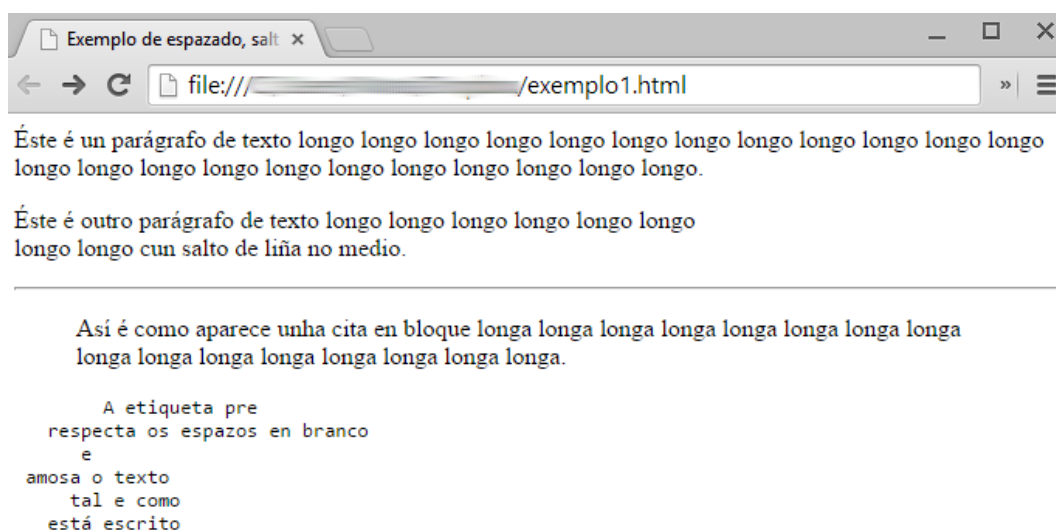 Exemplo de espazado, salt
file:/// /exemplo1.html
Éste é un parágrafo de texto longo longo longo longo longo longo longo longo longo longo longo longo
longo longo longo longo longo longo longo longo longo longo longo.
Éste é outro parágrafo de texto longo longo longo longo longo longo
longo longo cun salto de liña no medio.
Así é como aparece unha cita en bloque longa longa longa longa longa longa longa longa
longa longa longa longa longa longa longa longa.
A etiqueta pre
respecta os espazos en branco
e
amosa o texto
tal e como
está escrito